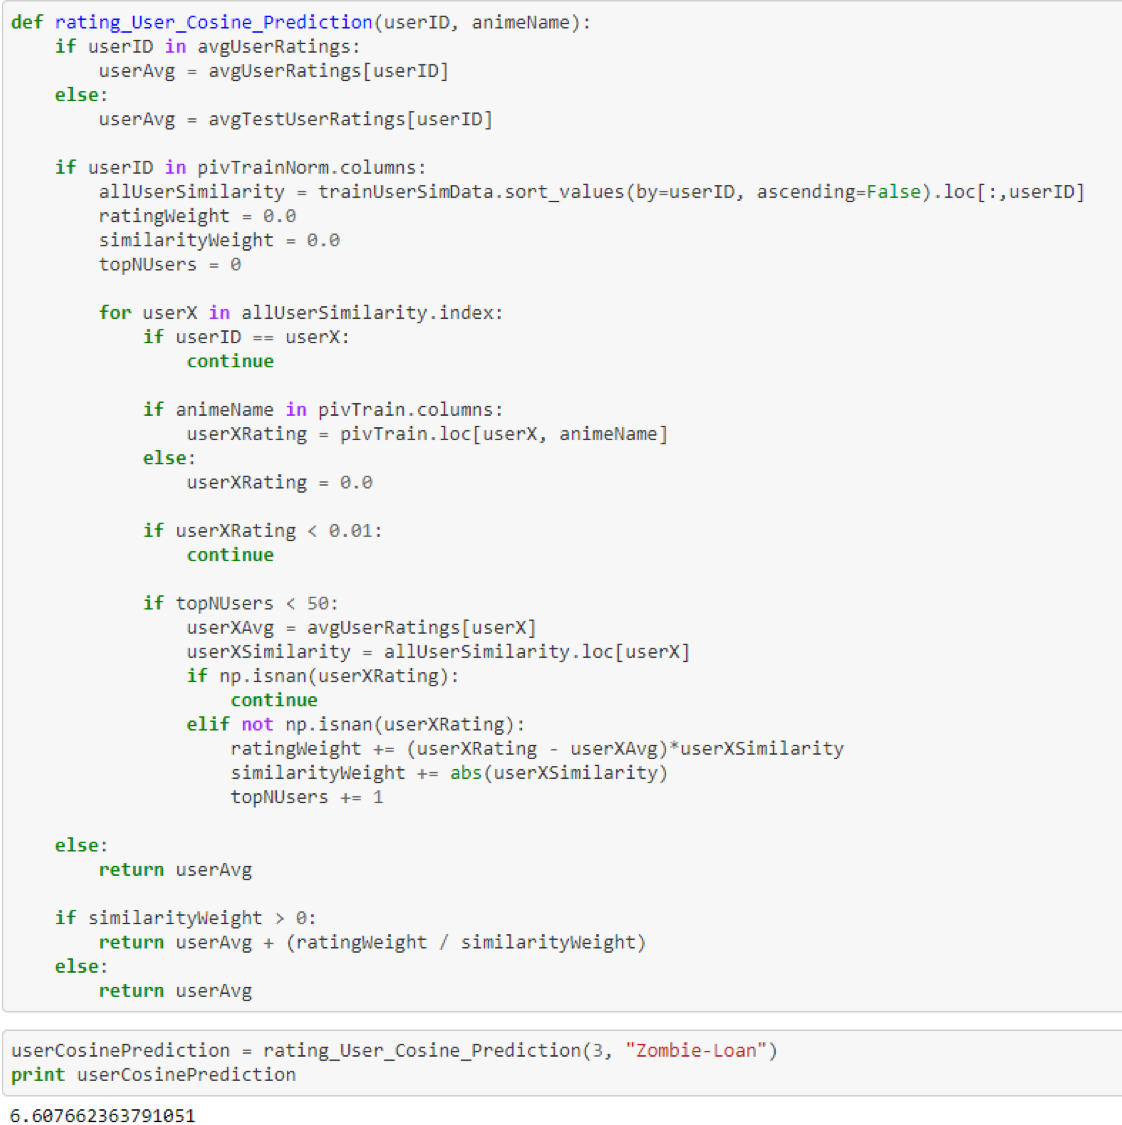 def rating_User_Cosine_Prediction(userID, animeName):
    if userID in avgUserRatings:
        userAvg = avgUserRatings[userID]
    else:
        userAvg = avgTestUserRatings[userID]

    if userID in pivTrainNorm.columns:
        allUserSimilarity = trainUserSimData.sort_values(by=userID, ascending=False).loc[:,userID]
        ratingWeight = 0.0
        similarityWeight = 0.0
        topNUsers = 0

        for userX in allUserSimilarity.index:
            if userID == userX:
                continue

            if animeName in pivTrain.columns:
                userXRating = pivTrain.loc[userX, animeName]
            else:
                userXRating = 0.0

            if userXRating < 0.01:
                continue

            if topNUsers < 50:
                userXAvg = avgUserRatings[userX]
                userXSimilarity = allUserSimilarity.loc[userX]
                if np.isnan(userXRating):
                    continue
                elif not np.isnan(userXRating):
                    ratingWeight += (userXRating - userXAvg)*userXSimilarity
                    similarityWeight += abs(userXSimilarity)
                    topNUsers += 1

    else:
        return userAvg

    if similarityWeight > 0:
        return userAvg + (ratingWeight / similarityWeight)
    else:
        return userAvg

userCosinePrediction = rating_User_Cosine_Prediction(3, "Zombie-Loan")
print userCosinePrediction

6.607662363791051